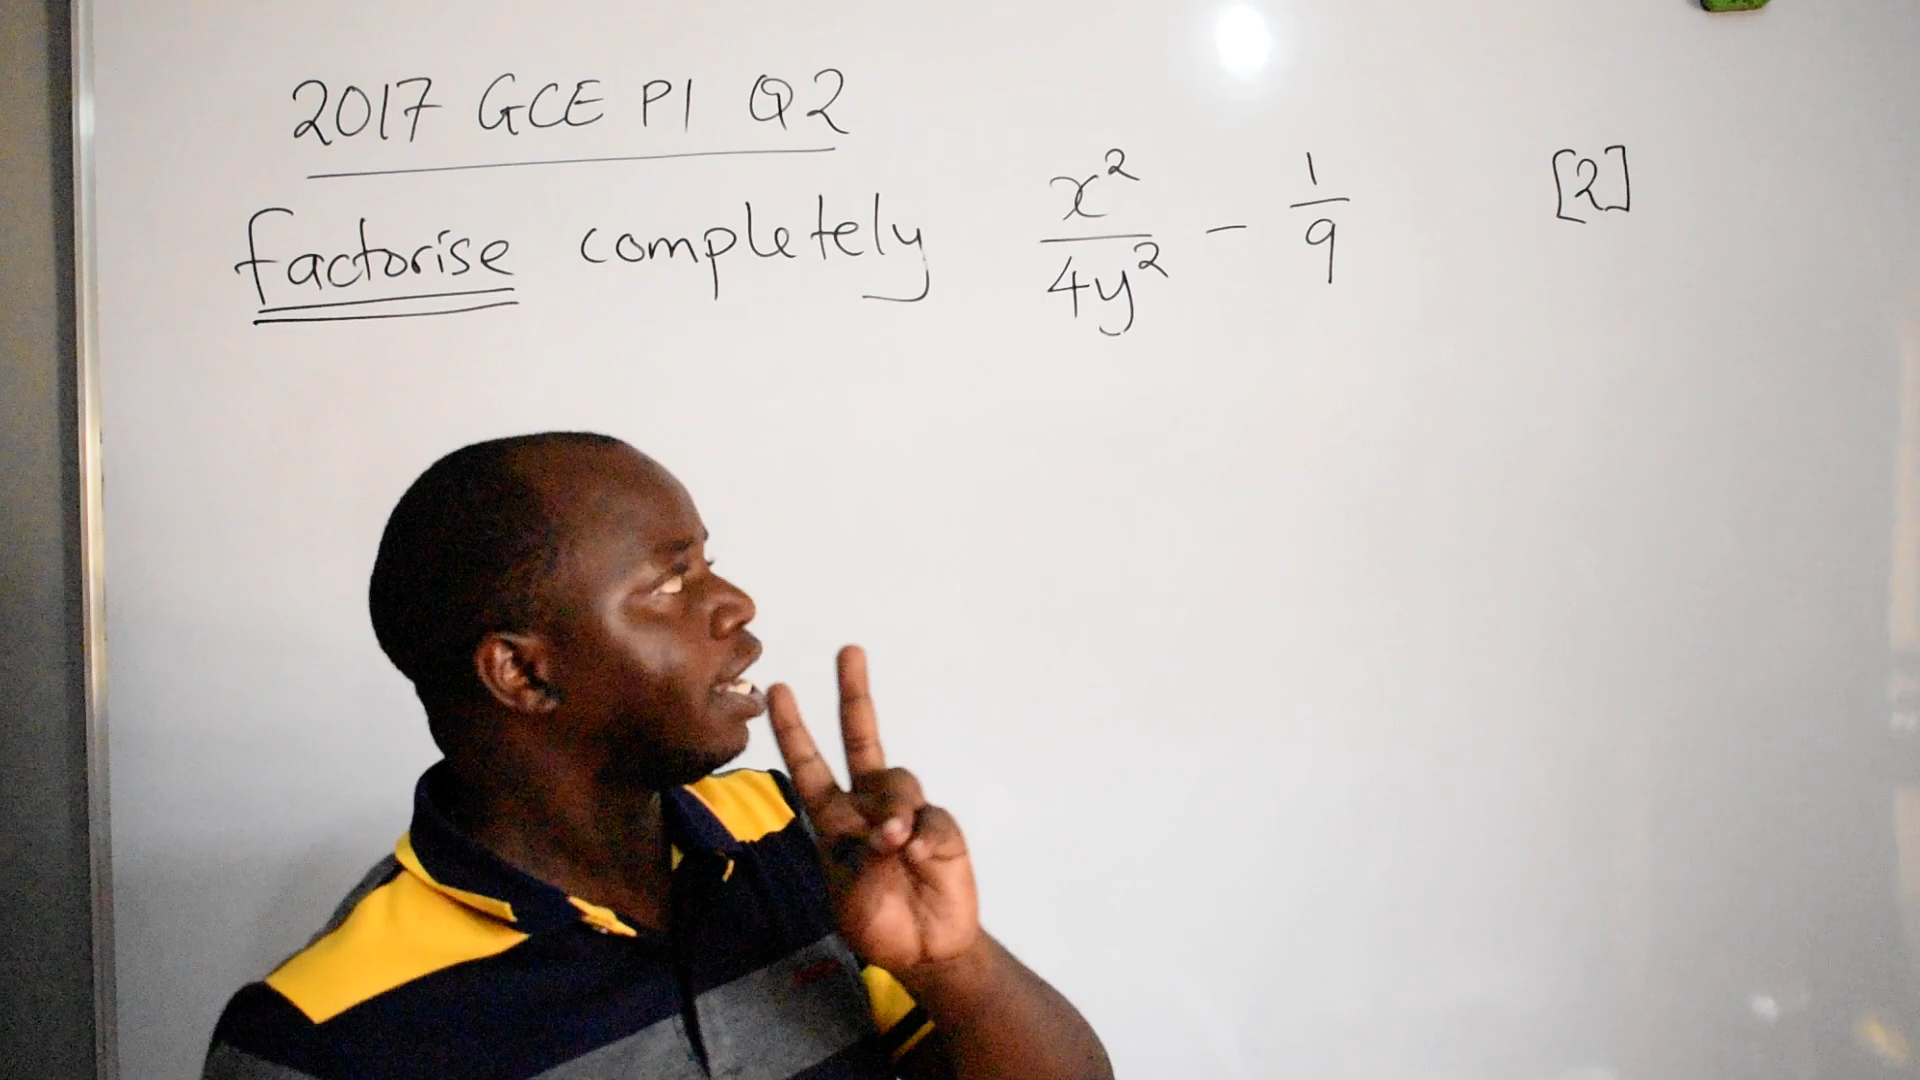 2017 GCE P1 Q2
factorise completely x²/4y² - 1/9 [2]